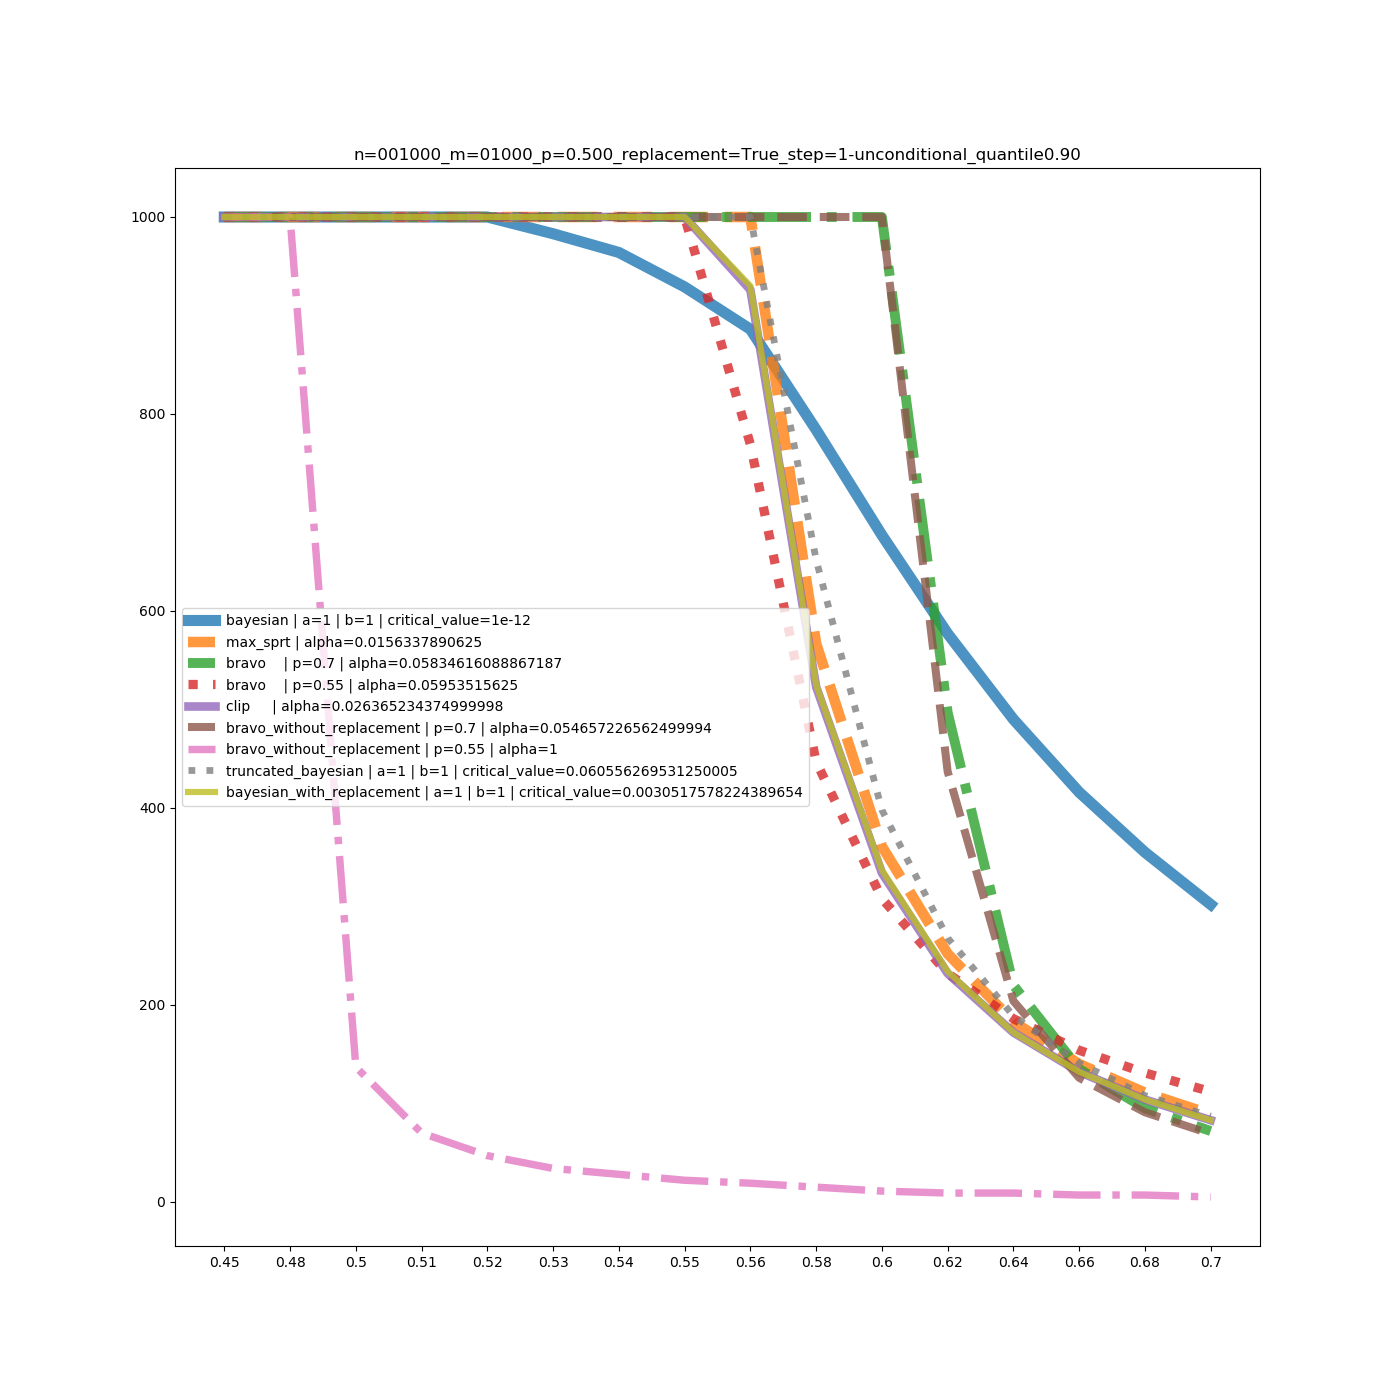 n=001000_m=01000_p=0.500_replacement=True_step=1-unconditional_quantile0.90
1000
800
600
400
200
0
bayesian | a=1 | b=1 | critical_value=1e-12
max_sprt | alpha=0.0156337890625
bravo    | p=0.7 | alpha=0.05834616088867187
bravo    | p=0.55 | alpha=0.05953515625
clip     | alpha=0.026365234374999998
bravo_without_replacement | p=0.7 | alpha=0.054657226562499994
bravo_without_replacement | p=0.55 | alpha=1
truncated_bayesian | a=1 | b=1 | critical_value=0.060556269531250005
bayesian_with_replacement | a=1 | b=1 | critical_value=0.0030517578224389654
0.45 0.48 0.5 0.51 0.52 0.53 0.54 0.55 0.56 0.58 0.6 0.62 0.64 0.66 0.68 0.7